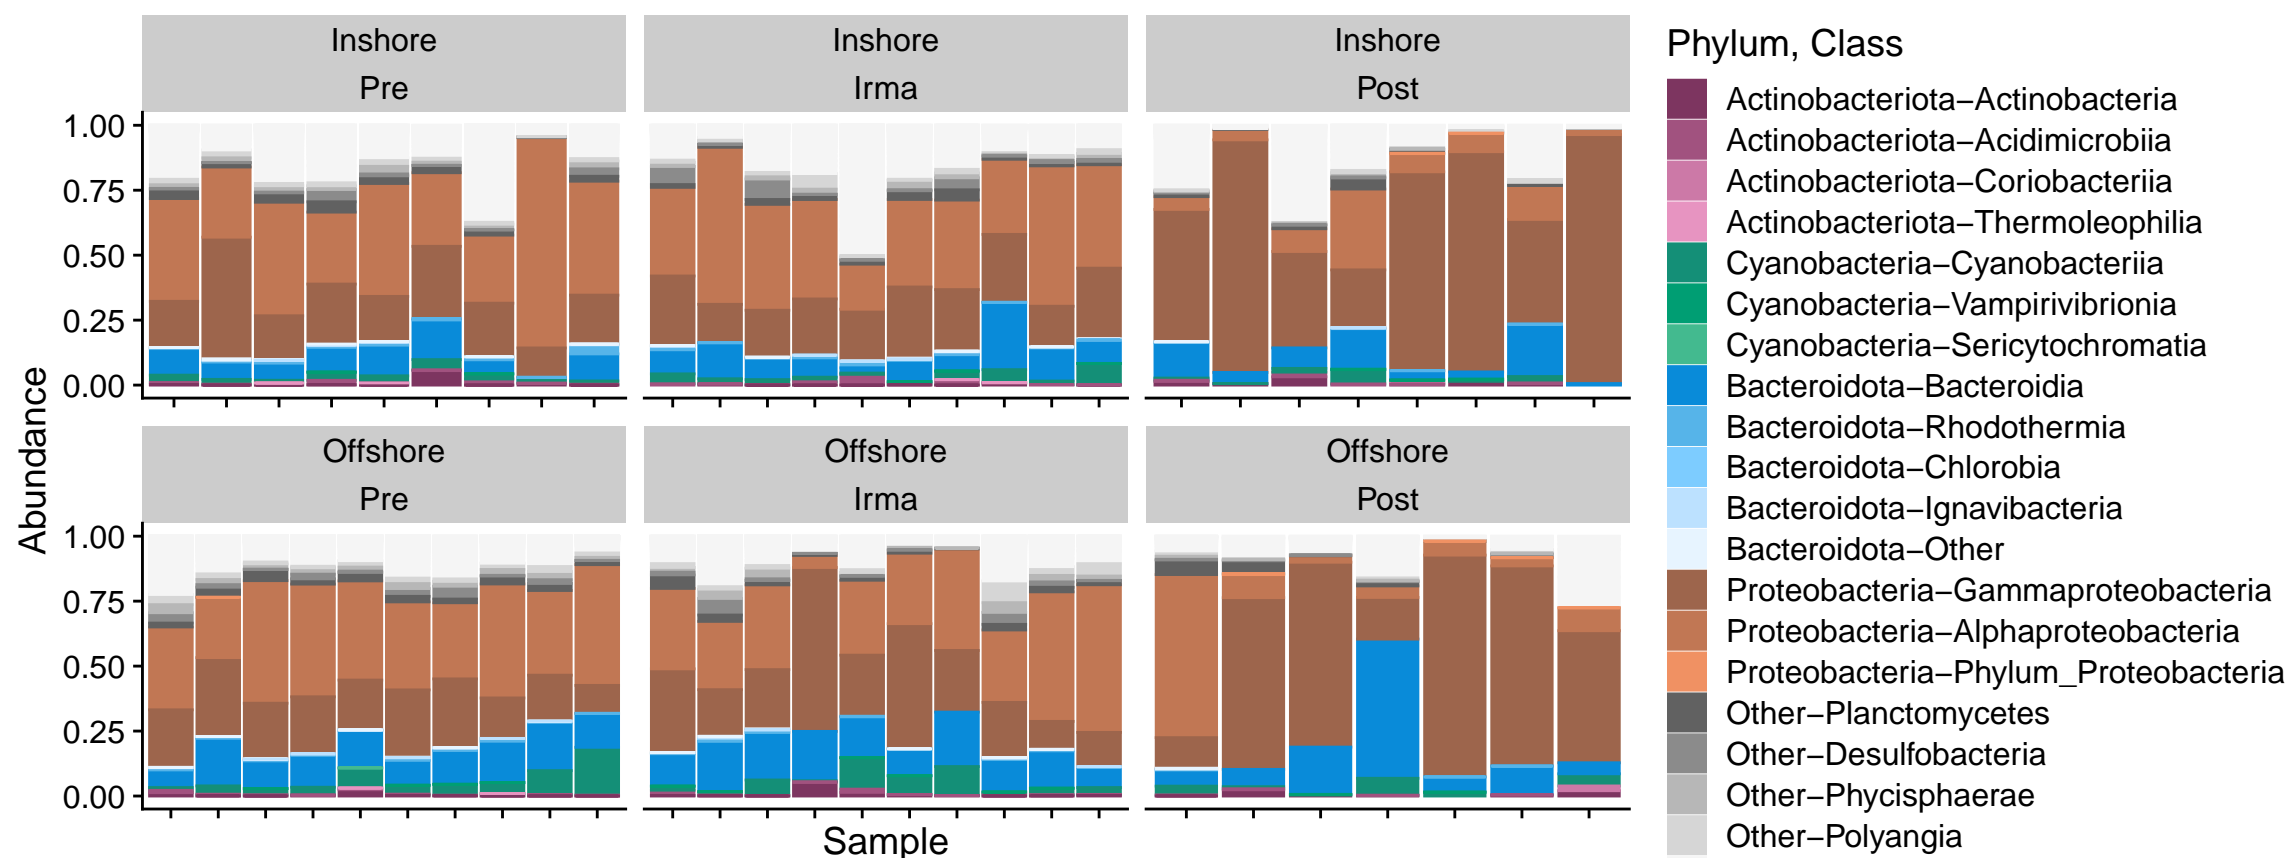 Inshore
Pre
Inshore
Irma
Inshore
Post
1.00
0.75
0.50
0.25
0.00
Offshore
Pre
Offshore
Irma
Offshore
Post
1.00
0.75
0.50
0.25
0.00
Abundance
Sample
Phylum, Class
Actinobacteriota−Actinobacteria
Actinobacteriota−Acidimicrobiia
Actinobacteriota−Coriobacteriia
Actinobacteriota−Thermoleophilia
Cyanobacteria−Cyanobacteriia
Cyanobacteria−Vampirivibrionia
Cyanobacteria−Sericytochromatia
Bacteroidota−Bacteroidia
Bacteroidota−Rhodothermia
Bacteroidota−Chlorobia
Bacteroidota−Ignavibacteria
Bacteroidota−Other
Proteobacteria−Gammaproteobacteria
Proteobacteria−Alphaproteobacteria
Proteobacteria−Phylum_Proteobacteria
Other−Planctomycetes
Other−Desulfobacteria
Other−Phycisphaerae
Other−Polyangia